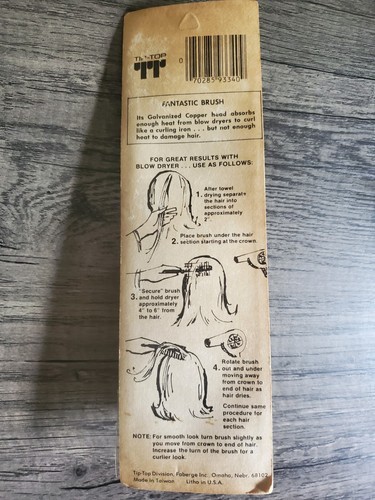 TIP-TOP
0
70285 93340
FANTASTIC BRUSH
Its Galvanized Copper head absorbs
enough heat from blow dryers to curl
like a curling iron . . . but not enough
heat to damage hair.
FOR GREAT RESULTS WITH
BLOW DRYER . . . USE AS FOLLOWS:
1. After towel
drying separate
the hair into
sections of
approximately
2".
2. Place brush under the hair
section starting at the crown.
3. "Secure" brush
and hold dryer
approximately
4" to 6" from
the hair.
4. Rotate brush
out and under
moving away
from crown to
end of hair as
hair dries.
Continue same
procedure for
each hair
section.
NOTE: For smooth look turn brush slightly as
you move from crown to end of hair.
Increase the turn of the brush for a
curlier look.
Tip-Top Division, Faberge Inc., Omaha, Nebr. 68102
Made in Taiwan Litho in U.S.A.